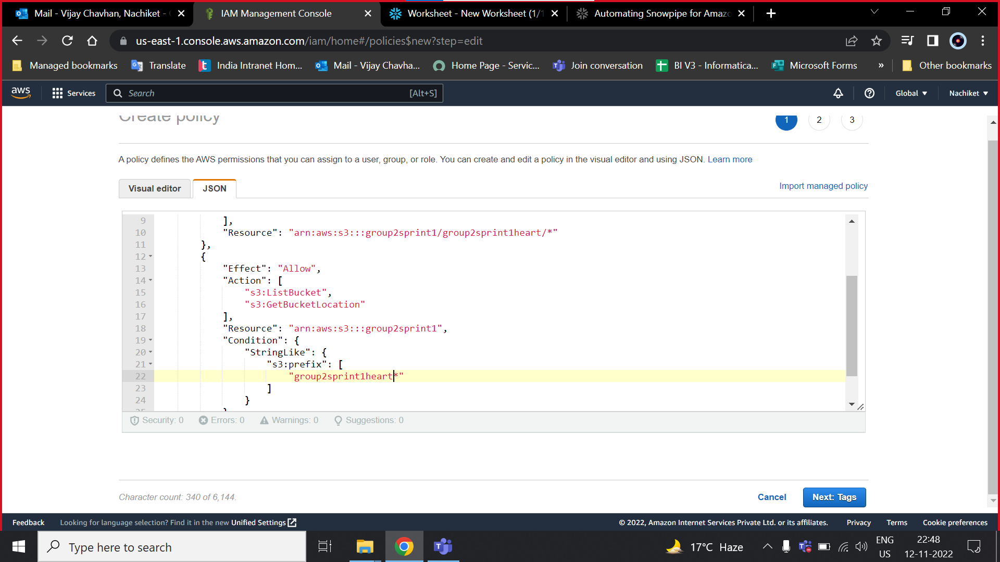 Mail - Vijay Chavhan, Nachiket -
IAM Management Console
Worksheet - New Worksheet (1/1
Automating Snowpipe for Amazo
us-east-1.console.aws.amazon.com/iam/home#/policies$new?step=edit
Managed bookmarks
Translate
India Intranet Hom...
Mail - Vijay Chavha...
Home Page - Servic...
Join conversation
BI V3 - Informatica...
Microsoft Forms
»
Other bookmarks
aws
Services
Search
[Alt+S]
Global
Nachiket
Create policy
1
2
3
A policy defines the AWS permissions that you can assign to a user, group, or role. You can create and edit a policy in the visual editor and using JSON. Learn more
Visual editor
JSON
Import managed policy
9 ],
10 "Resource": "arn:aws:s3:::group2sprint1/group2sprint1heart/*"
11 },
12 {
13 "Effect": "Allow",
14 "Action": [
15 "s3:ListBucket",
16 "s3:GetBucketLocation"
17 ],
18 "Resource": "arn:aws:s3:::group2sprint1",
19 "Condition": {
20 "StringLike": {
21 "s3:prefix": [
22 "group2sprint1heart*"
23 ]
24 }
Security: 0
Errors: 0
Warnings: 0
Suggestions: 0
Character count: 340 of 6,144.
Cancel
Next: Tags
Feedback
Looking for language selection? Find it in the new Unified Settings
© 2022, Amazon Internet Services Private Ltd. or its affiliates.
Privacy
Terms
Cookie preferences
Type here to search
17°C Haze
ENG
US
22:48
12-11-2022